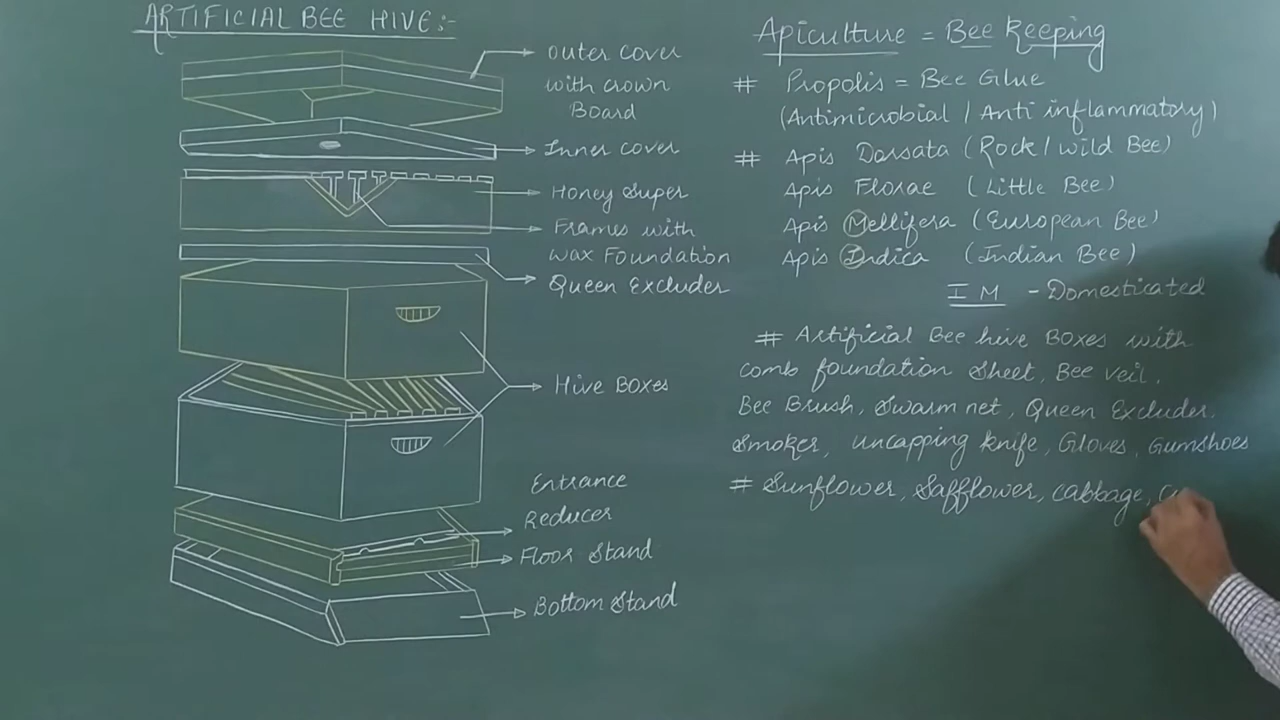 ARTIFICIAL BEE HIVE:-
Outer Cover
with crown
Board
Inner cover
Honey Super
Frames with
wax Foundation
Queen Excluder
Hive Boxes
Entrance
Reducer
Floor Stand
Bottom Stand
Apiculture = Bee Keeping
# Propolis = Bee Glue
(Antimicrobial / Anti inflammatory)
# Apis Dorsata (Rock/wild Bee)
Apis Florae (Little Bee)
Apis Mellifera (European Bee)
Apis Indica (Indian Bee)
I M - Domesticated
# Artificial Bee hive Boxes with
comb foundation Sheet, Bee veil,
Bee Brush, Swarm net, Queen Excluder,
Smoker, uncapping knife, Gloves, Gumshoes
# Sunflower, Safflower, cabbage,